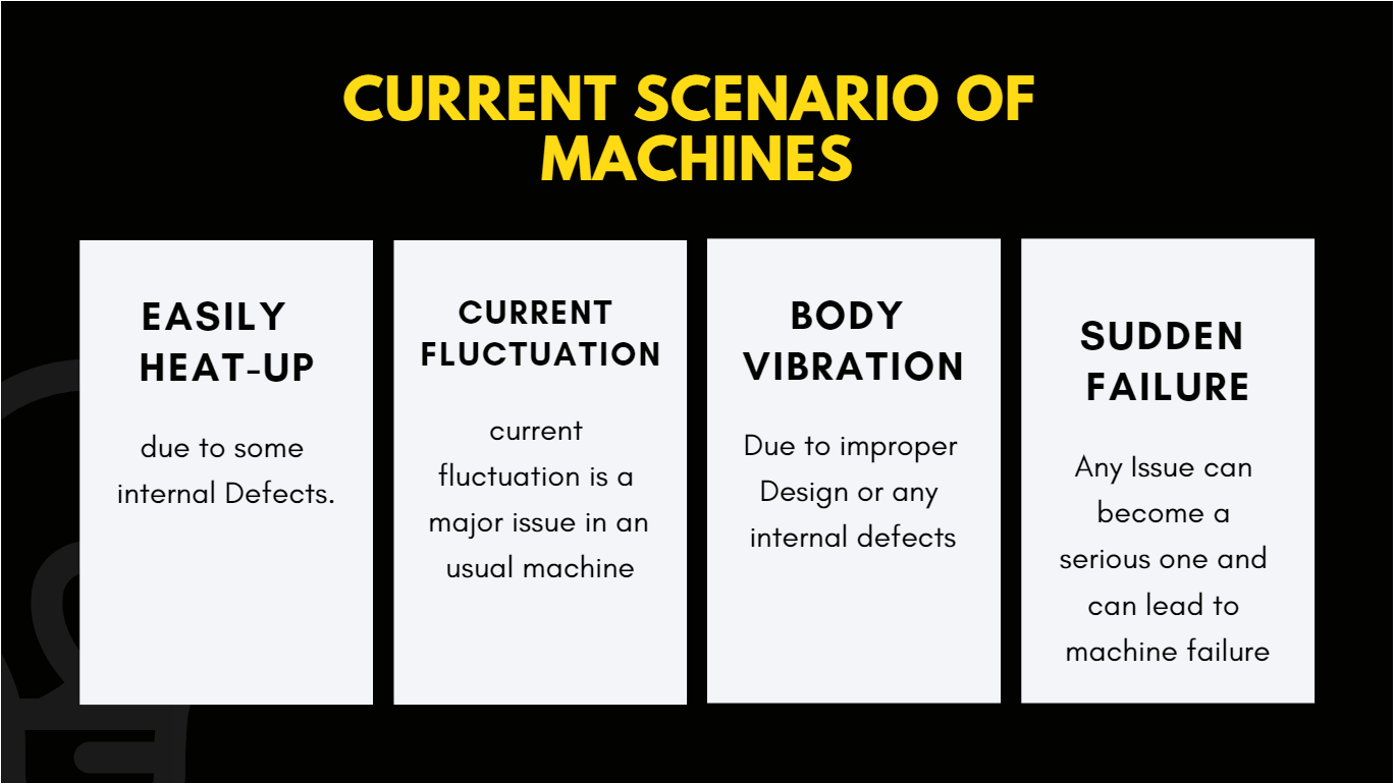 CURRENT SCENARIO OF
MACHINES
EASILY
HEAT-UP
due to some
internal Defects.
CURRENT
FLUCTUATION
current
fluctuation is a
major issue in an
usual machine
BODY
VIBRATION
Due to improper
Design or any
internal defects
SUDDEN
FAILURE
Any Issue can
become a
serious one and
can lead to
machine failure